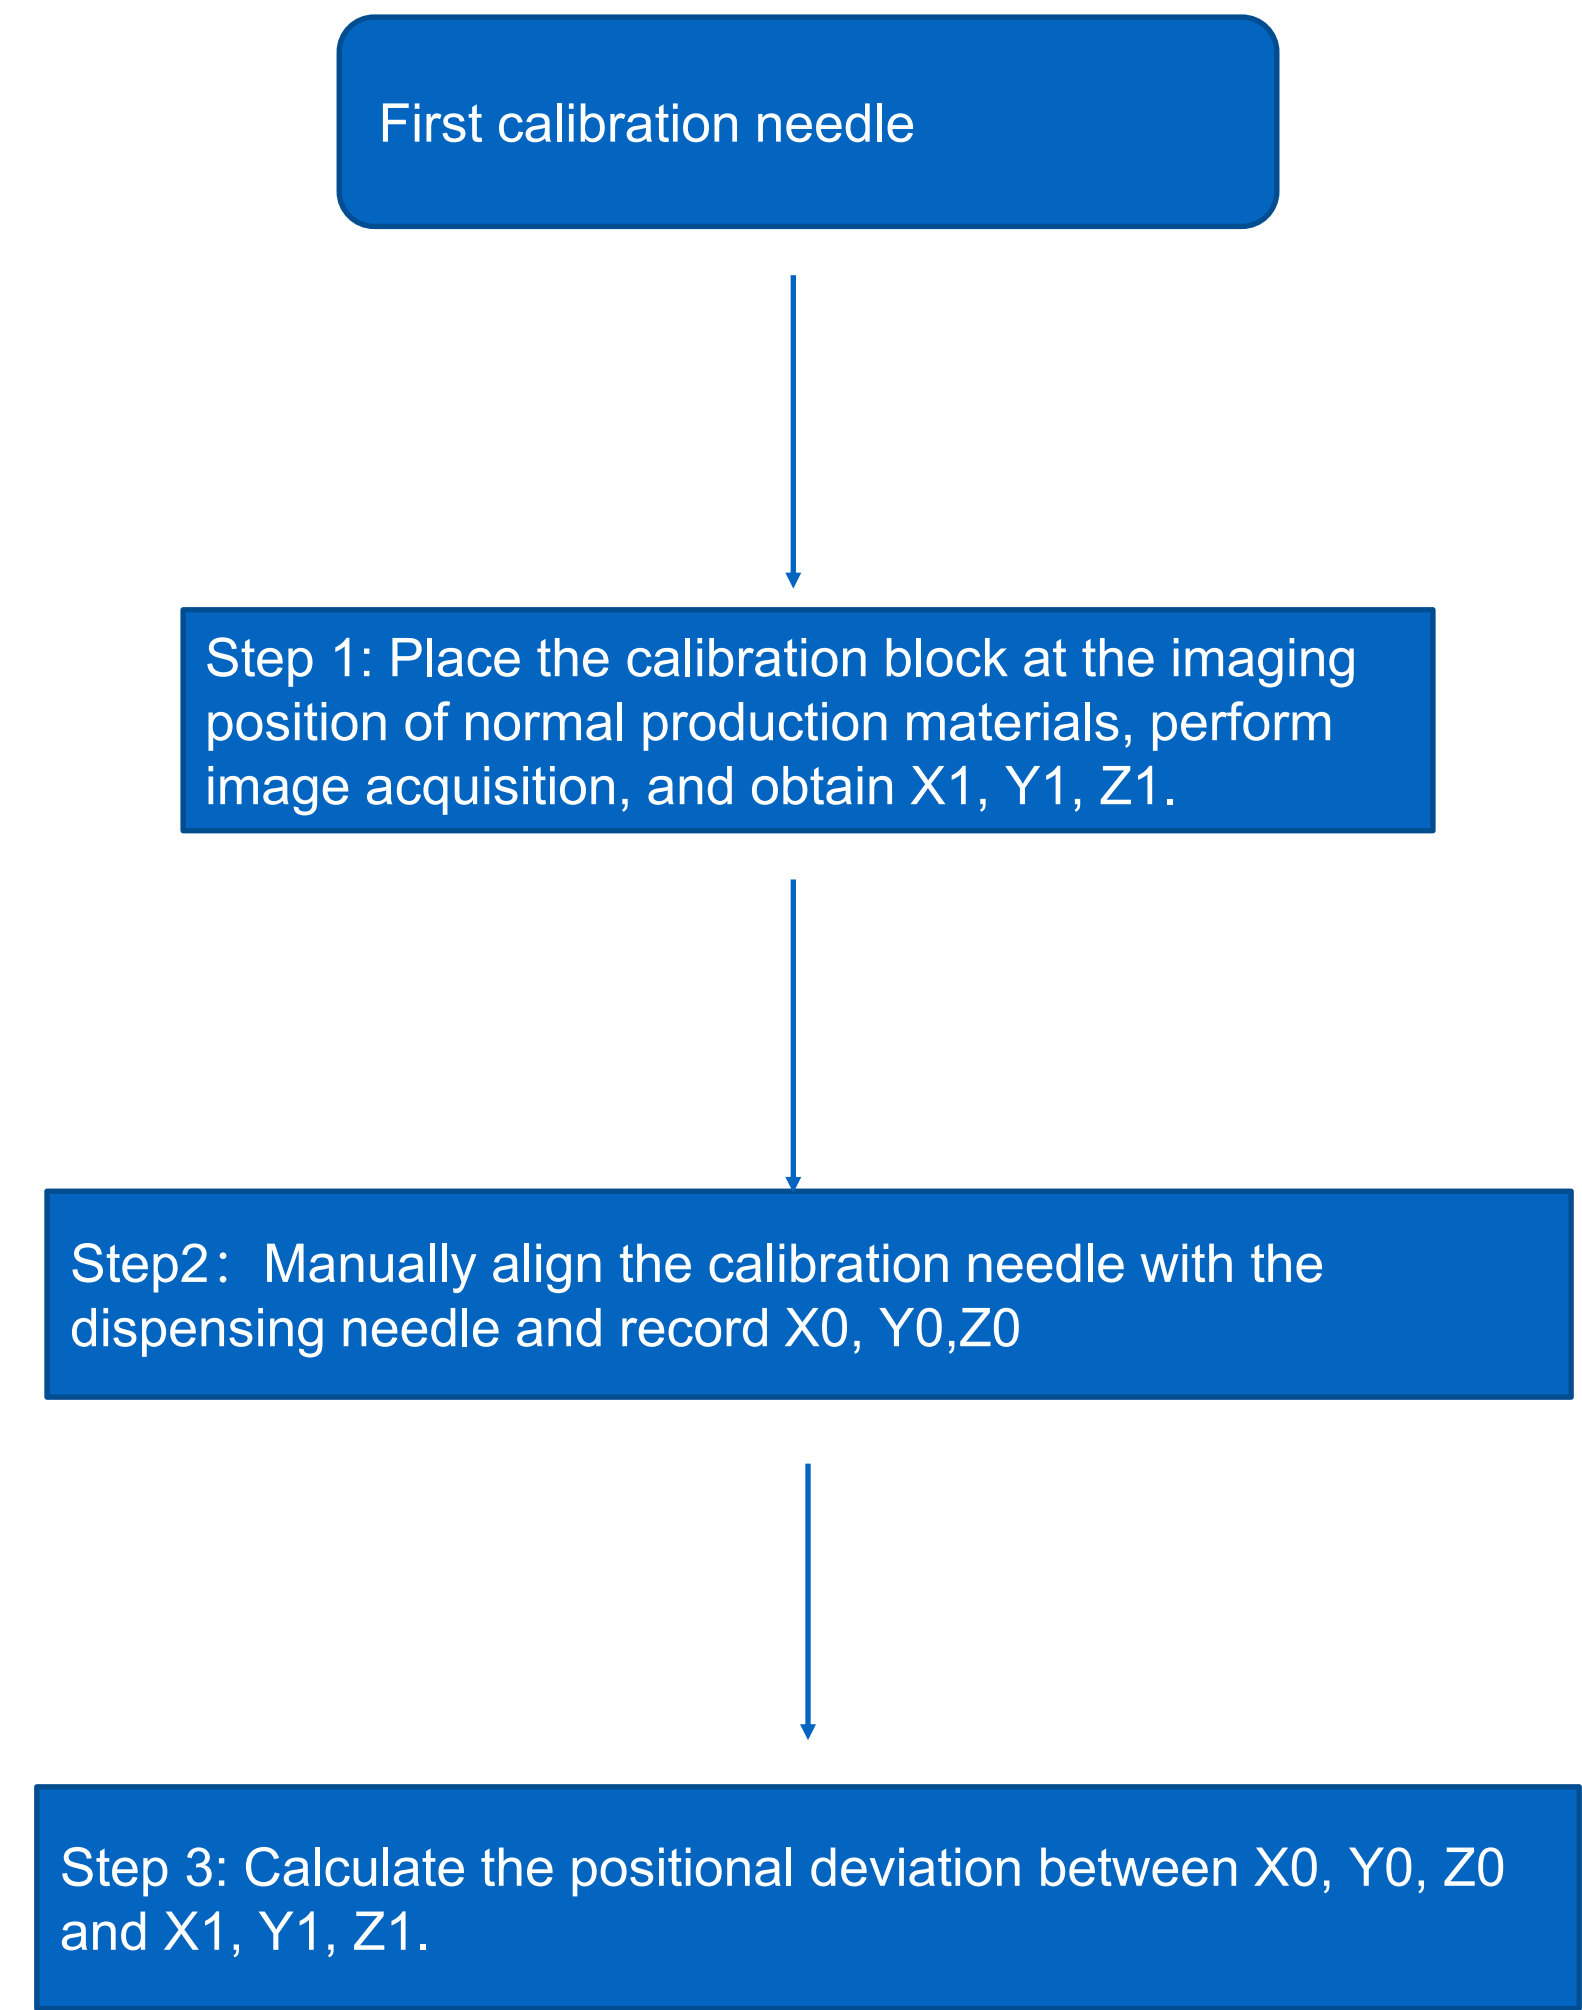 First calibration needle
Step 1: Place the calibration block at the imaging
position of normal production materials, perform
image acquisition, and obtain X1, Y1, Z1.
Step2：Manually align the calibration needle with the
dispensing needle and record X0, Y0,Z0
Step 3: Calculate the positional deviation between X0, Y0, Z0
and X1, Y1, Z1.